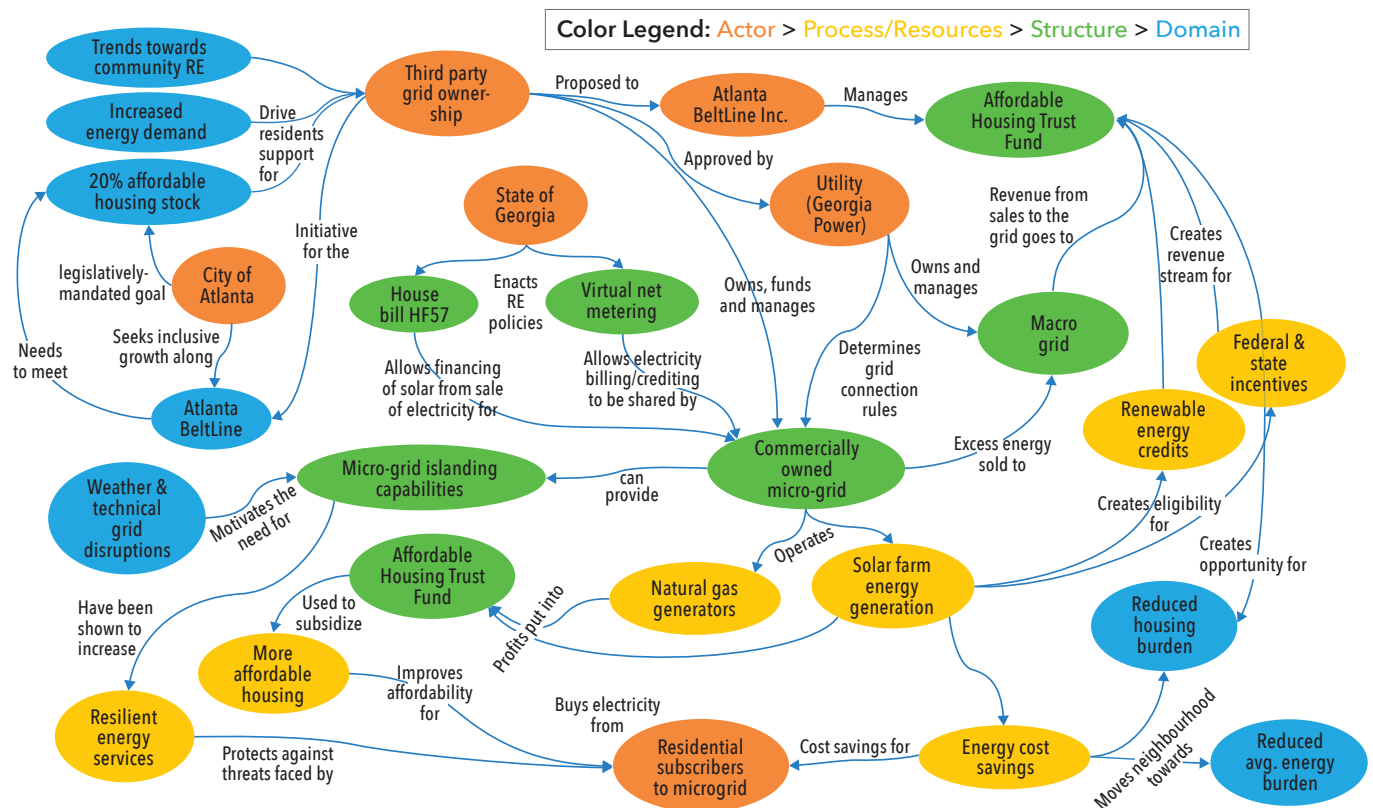 Color Legend: Actor > Process/Resources > Structure > Domain
Trends towards
community RE
Increased
energy demand
20% affordable
housing stock
Drive
residents
support
for
Third party
grid owner-
ship
Proposed to
Atlanta
BeltLine Inc.
Manages
Affordable
Housing Trust
Fund
Approved by
Utility
(Georgia
Power)
Revenue from
sales to the
grid goes to
Creates
revenue
stream for
State of
Georgia
Initiative
for the
legislatively-
mandated goal
City of
Atlanta
Seeks inclusive
growth along
Needs
to meet
Atlanta
BeltLine
House
bill HF57
Enacts
RE
policies
Virtual net
metering
Owns, funds
and manages
Owns and
manages
Macro
grid
Federal &
state
incentives
Allows financing
of solar from sale
of electricity for
Allows electricity
billing/crediting
to be shared by
Determines
grid
connection
rules
Renewable
energy
credits
Weather &
technical
grid
disruptions
Motivates the
need for
Micro-grid islanding
capabilities
can
provide
Commercially
owned
micro-grid
Excess energy
sold to
Creates eligibility
for
Operates
Affordable
Housing Trust
Fund
Natural gas
generators
Solar farm
energy
generation
Creates
opportunity for
Reduced
housing
burden
Have been
shown to
increase
Used to
subsidize
Profits put into
More
affordable
housing
Improves
affordability
for
Resilient
energy
services
Protects against
threats faced by
Buys electricity
from
Residential
subscribers
to microgrid
Cost savings for
Energy cost
savings
Moves neighbourhood
towards
Reduced
avg. energy
burden